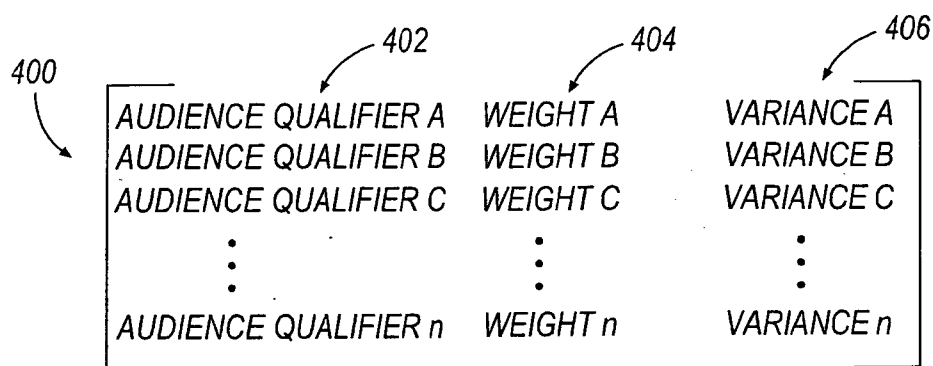 402 404 406
400
AUDIENCE QUALIFIER A WEIGHT A VARIANCE A
AUDIENCE QUALIFIER B WEIGHT B VARIANCE B
AUDIENCE QUALIFIER C WEIGHT C VARIANCE C
AUDIENCE QUALIFIER n WEIGHT n VARIANCE n